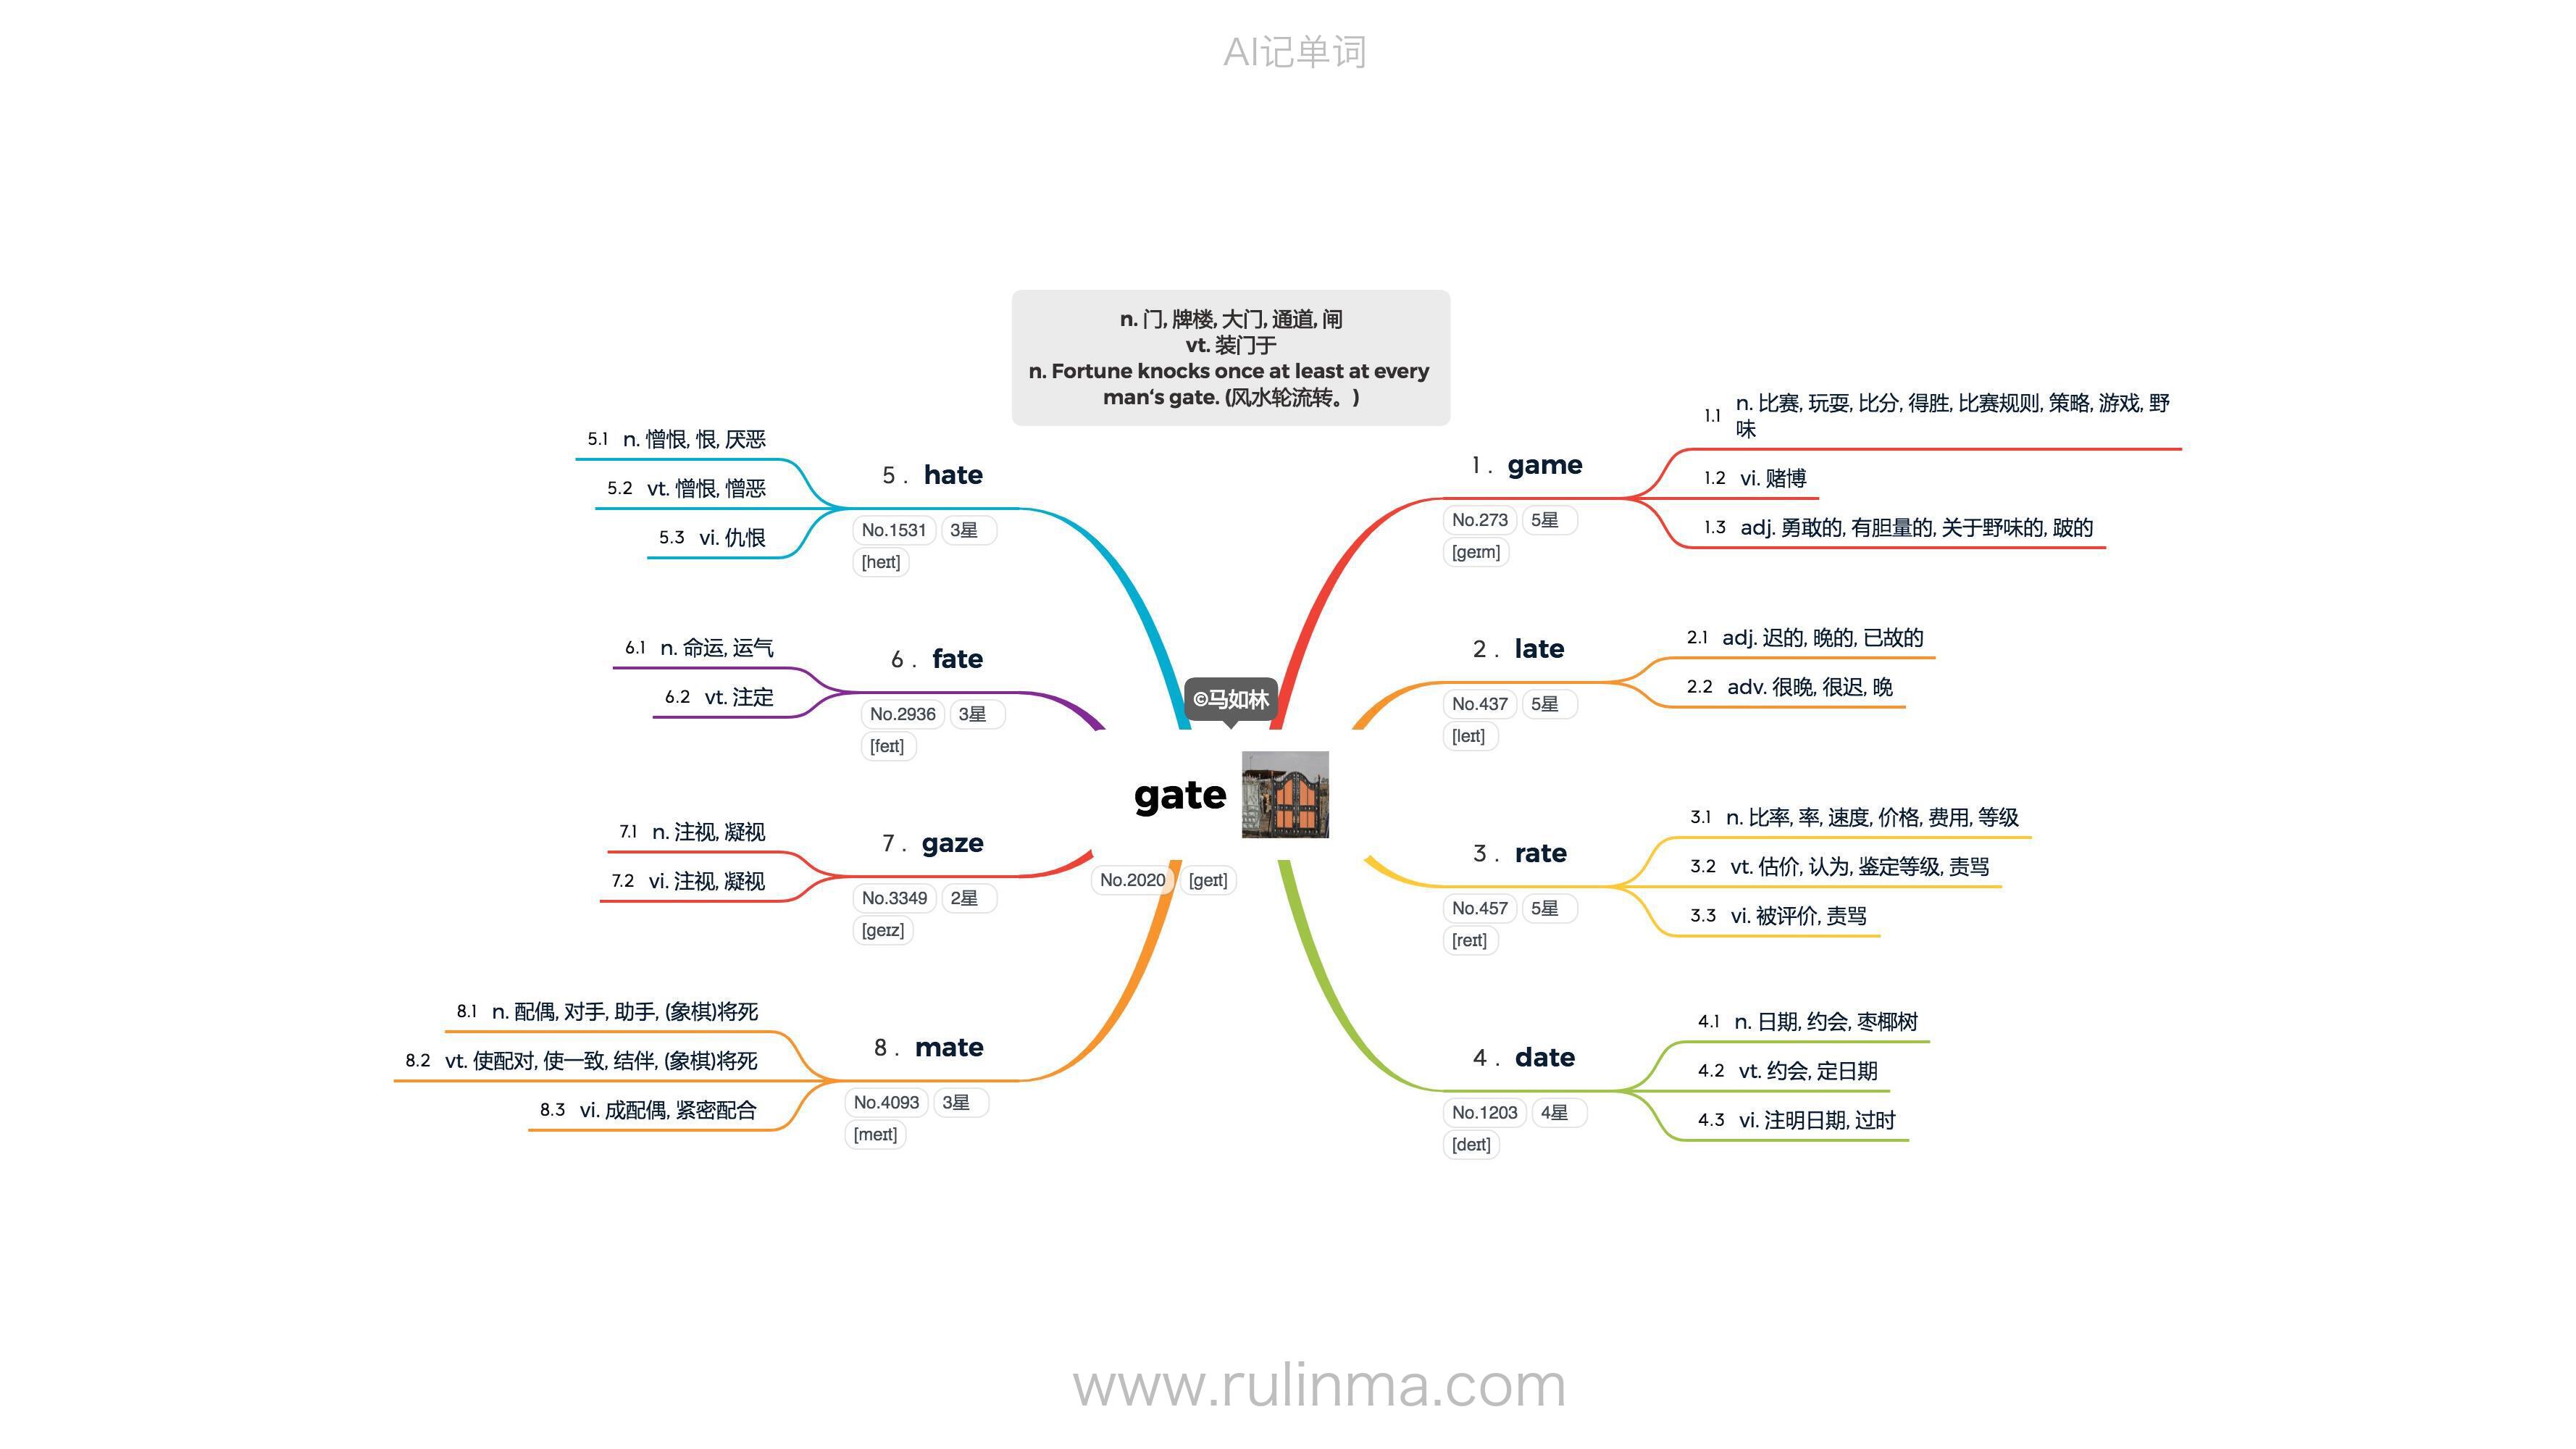 AI记单词
n. 门, 牌楼, 大门, 通道, 闸
vt. 装门于
n. Fortune knocks once at least at every
man‘s gate. (风水轮流转。)
©马如林
gate
No.2020 [geɪt]
1. game
No.273 5星
[geɪm]
1.1 n. 比赛, 玩耍, 比分, 得胜, 比赛规则, 策略, 游戏, 野
味
1.2 vi. 赌博
1.3 adj. 勇敢的, 有胆量的, 关于野味的, 跛的
2. late
No.437 5星
[leɪt]
2.1 adj. 迟的, 晚的, 已故的
2.2 adv. 很晚, 很迟, 晚
3. rate
No.457 5星
[reɪt]
3.1 n. 比率, 率, 速度, 价格, 费用, 等级
3.2 vt. 估价, 认为, 鉴定等级, 责骂
3.3 vi. 被评价, 责骂
4. date
No.1203 4星
[deɪt]
4.1 n. 日期, 约会, 枣椰树
4.2 vt. 约会, 定日期
4.3 vi. 注明日期, 过时
5. hate
No.1531 3星
[heɪt]
5.1 n. 憎恨, 恨, 厌恶
5.2 vt. 憎恨, 憎恶
5.3 vi. 仇恨
6. fate
No.2936 3星
[feɪt]
6.1 n. 命运, 运气
6.2 vt. 注定
7. gaze
No.3349 2星
[geɪz]
7.1 n. 注视, 凝视
7.2 vi. 注视, 凝视
8. mate
No.4093 3星
[meɪt]
8.1 n. 配偶, 对手, 助手, (象棋)将死
8.2 vt. 使配对, 使一致, 结伴, (象棋)将死
8.3 vi. 成配偶, 紧密配合
www.rulinma.com